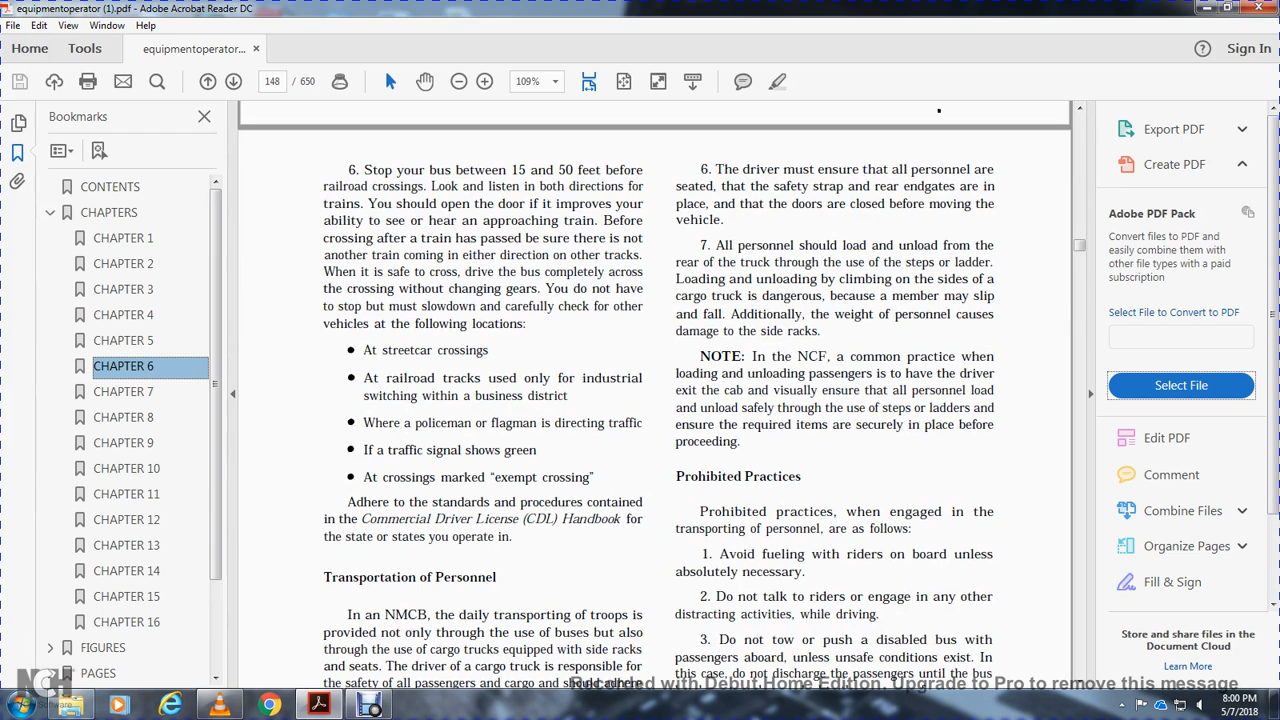 equipmentoperator (1).pdf - Adobe Acrobat Reader DC
File Edit View Window Help
Home Tools equipmentoperator... × Sign In
148 / 650 109%
Bookmarks
CONTENTS
CHAPTERS
CHAPTER 1
CHAPTER 2
CHAPTER 3
CHAPTER 4
CHAPTER 5
CHAPTER 6
CHAPTER 7
CHAPTER 8
CHAPTER 9
CHAPTER 10
CHAPTER 11
CHAPTER 12
CHAPTER 13
CHAPTER 14
CHAPTER 15
CHAPTER 16
FIGURES
PAGES
6. Stop your bus between 15 and 50 feet before
railroad crossings. Look and listen in both directions for
trains. You should open the door if it improves your
ability to see or hear an approaching train. Before
crossing after a train has passed be sure there is not
another train coming in either direction on other tracks.
When it is safe to cross, drive the bus completely across
the crossing without changing gears. You do not have
to stop but must slowdown and carefully check for other
vehicles at the following locations:
● At streetcar crossings
● At railroad tracks used only for industrial
switching within a business district
● Where a policeman or flagman is directing traffic
● If a traffic signal shows green
● At crossings marked “exempt crossing”
Adhere to the standards and procedures contained
in the Commercial Driver License (CDL) Handbook for
the state or states you operate in.
Transportation of Personnel
In an NMCB, the daily transporting of troops is
provided not only through the use of buses but also
through the use of cargo trucks equipped with side racks
and seats. The driver of a cargo truck is responsible for
the safety of all passengers and cargo and should adhere
6. The driver must ensure that all personnel are
seated, that the safety strap and rear endgates are in
place, and that the doors are closed before moving the
vehicle.
7. All personnel should load and unload from the
rear of the truck through the use of the steps or ladder.
Loading and unloading by climbing on the sides of a
cargo truck is dangerous, because a member may slip
and fall. Additionally, the weight of personnel causes
damage to the side racks.
NOTE: In the NCF, a common practice when
loading and unloading passengers is to have the driver
exit the cab and visually ensure that all personnel load
and unload safely through the use of steps or ladders and
ensure the required items are securely in place before
proceeding.
Prohibited Practices
Prohibited practices, when engaged in the
transporting of personnel, are as follows:
1. Avoid fueling with riders on board unless
absolutely necessary.
2. Do not talk to riders or engage in any other
distracting activities, while driving.
3. Do not tow or push a disabled bus with
passengers aboard, unless unsafe conditions exist. In
this case, do not discharge the passengers until the bus
Export PDF
Create PDF
Adobe PDF Pack
Convert files to PDF and
easily combine them with
other file types with a paid
subscription
Select File to Convert to PDF
Select File
Edit PDF
Comment
Combine Files
Organize Pages
Fill & Sign
Store and share files in the
Document Cloud
Learn More
NCH
Software
Recorded with Debut Home Edition. Upgrade to Pro to remove this message
8:00 PM
5/7/2018